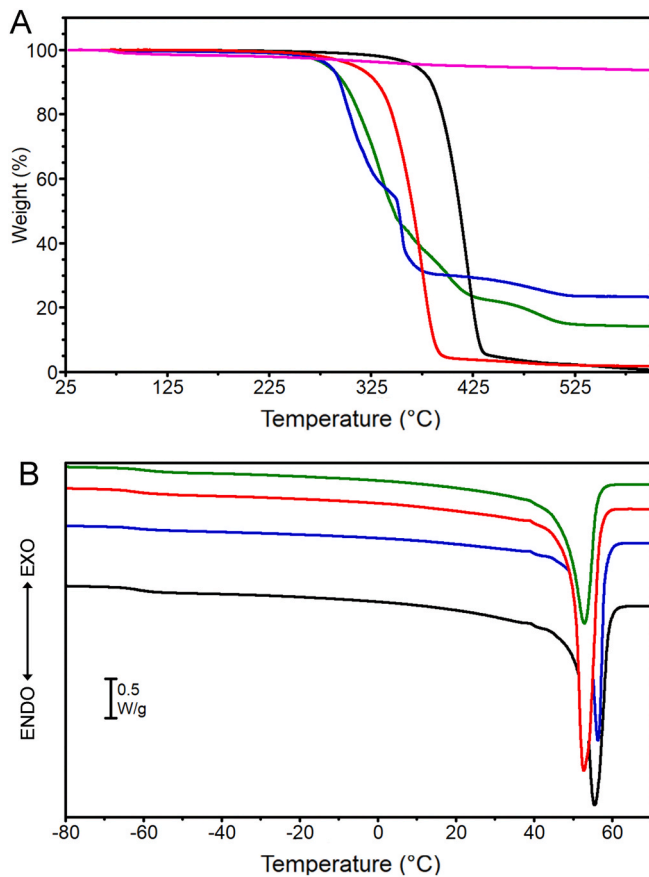 A
100
80
60
40
20
0
Weight (%)
25 125 225 325 425 525
Temperature (°C)
B
ENDO EXO
0.5
W/g
-80 -60 -40 -20 0 20 40 60
Temperature (°C)